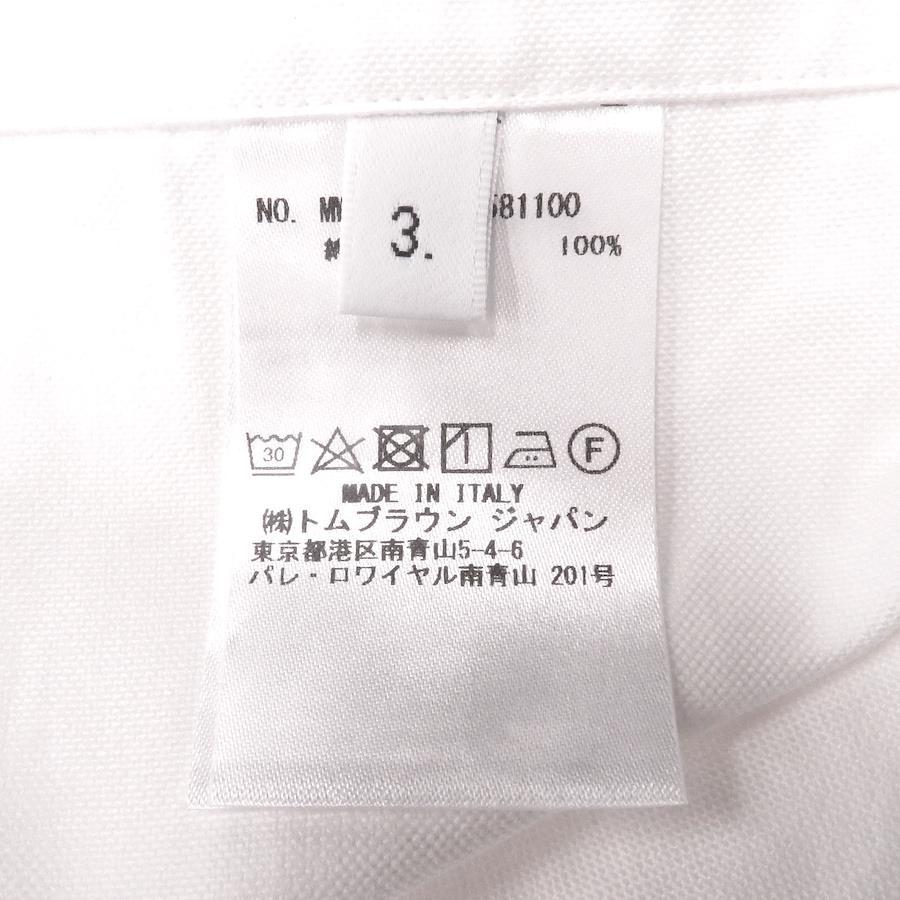 NO.
3.
100%
30
F
MADE IN ITALY
㈱トムブラウン ジャパン
東京都港区南青山5-4-6
パレ・ロワイヤル南青山 201号